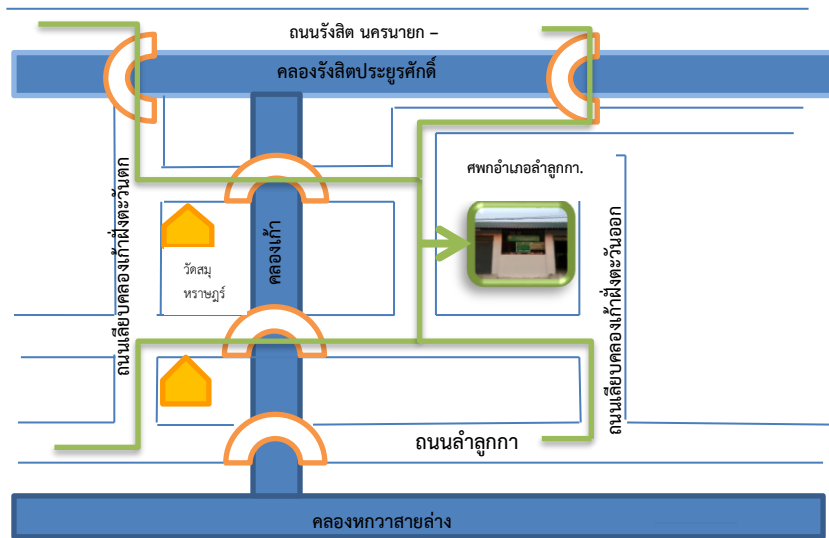 ถนนรังสิต นครนายก –
คลองรังสิตประยูรศักดิ์
ศพกอำเภอลำลูกกา.
ถนนเลียบคลองเก้าฝั่งตะวันตก
คลองเก้า
วัดสมุ
หราษฎร์
ถนนเลียบคลองเก้าฝั่งตะวันออก
ถนนลำลูกกา
คลองหกวาสายล่าง